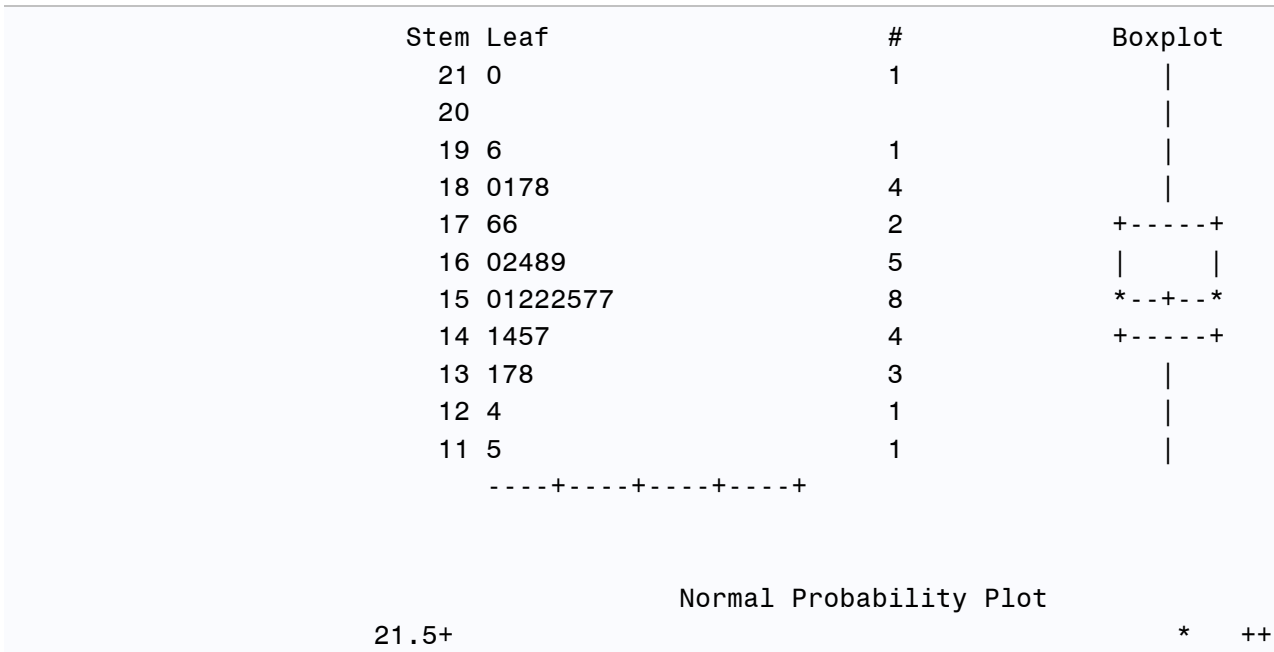 Stem Leaf                     #             Boxplot
  21 0                        1                |
  20                                           |
  19 6                        1                |
  18 0178                     4                |
  17 66                       2             +-----+
  16 02489                    5             |     |
  15 01222577                 8             *--+--*
  14 1457                     4             +-----+
  13 178                      3                |
  12 4                        1                |
  11 5                        1                |
     ----+----+----+----+
Normal Probability Plot
21.5+                                              *   ++